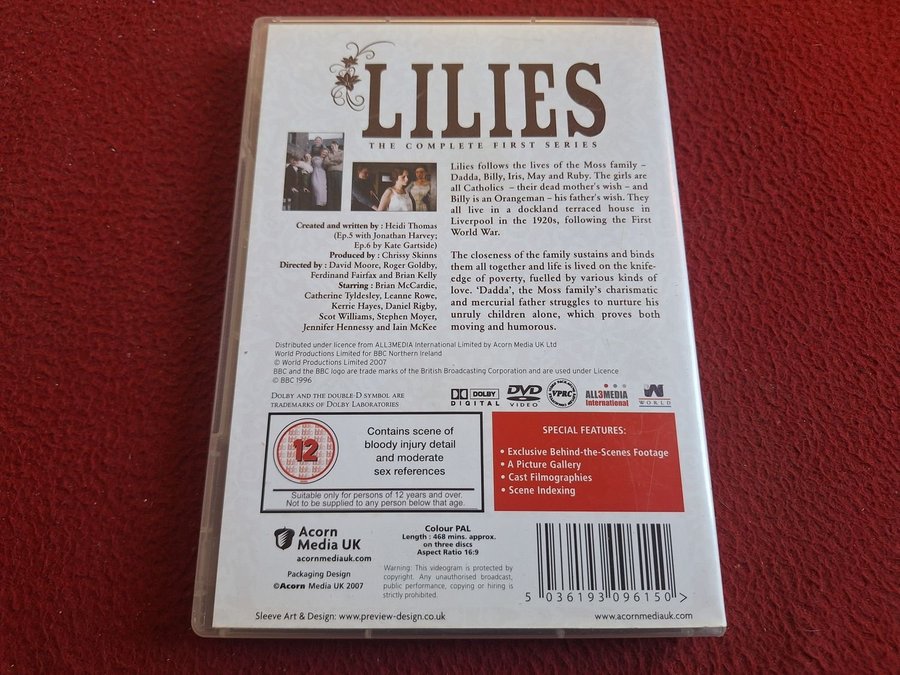 LILIES
THE COMPLETE FIRST SERIES
Lilies follows the lives of the Moss family –
Dadda, Billy, Iris, May and Ruby. The girls are
all Catholics – their dead mother's wish – and
Billy is an Orangeman – his father's wish. They
all live in a dockland terraced house in
Liverpool in the 1920s, following the First
World War.
The closeness of the family sustains and binds
them all together and life is lived on the knife-
edge of poverty, fuelled by various kinds of
love. 'Dadda', the Moss family's charismatic
and mercurial father struggles to nurture his
unruly children alone, which proves both
moving and humorous.
Created and written by : Heidi Thomas
(Ep.5 with Jonathan Harvey;
Ep.6 by Kate Gartside)
Produced by : Chrissy Skinns
Directed by : David Moore, Roger Goldby,
Ferdinand Fairfax and Brian Kelly
Starring : Brian McCardie,
Catherine Tyldesley, Leanne Rowe,
Kerrie Hayes, Daniel Rigby,
Scot Williams, Stephen Moyer,
Jennifer Hennessy and Iain McKee
Distributed under licence from ALL3MEDIA International Limited by Acorn Media UK Ltd
World Productions Limited for BBC Northern Ireland
© World Productions Limited 2007
BBC and the BBC logo are trade marks of the British Broadcasting Corporation and are used under Licence
© BBC 1996
DOLBY AND THE DOUBLE-D SYMBOL ARE
TRADEMARKS OF DOLBY LABORATORIES
DOLBY
DIGITAL
DVD
VIDEO
VPRC
ALL3MEDIA
International
WORLD
12
Contains scene of
bloody injury detail
and moderate
sex references
Suitable only for persons of 12 years and over.
Not to be supplied to any person below that age.
SPECIAL FEATURES:
• Exclusive Behind-the-Scenes Footage
• A Picture Gallery
• Cast Filmographies
• Scene Indexing
Acorn
Media UK
acornmediauk.com
Packaging Design
©Acorn Media UK 2007
Colour PAL
Length : 468 mins. approx.
on three discs
Aspect Ratio 16:9
Warning: This videogram is protected by
copyright. Any unauthorised broadcast,
public performance, copying or hiring is
strictly prohibited.
5 036193 096150 >
Sleeve Art & Design: www.preview-design.co.uk
www.acornmediauk.com